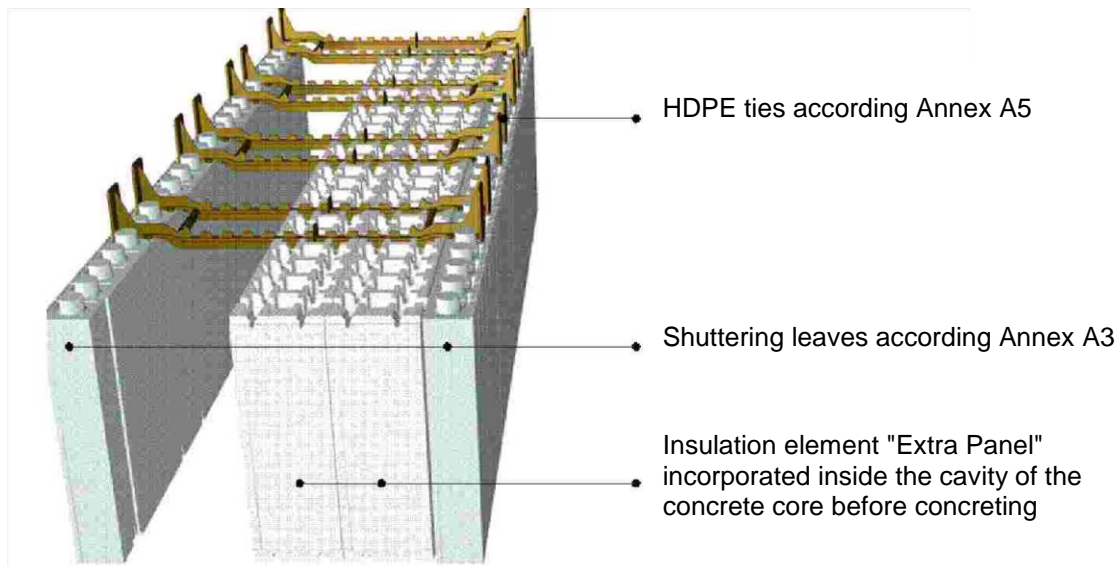 HDPE ties according Annex A5
Shuttering leaves according Annex A3
Insulation element "Extra Panel"
incorporated inside the cavity of the
concrete core before concreting